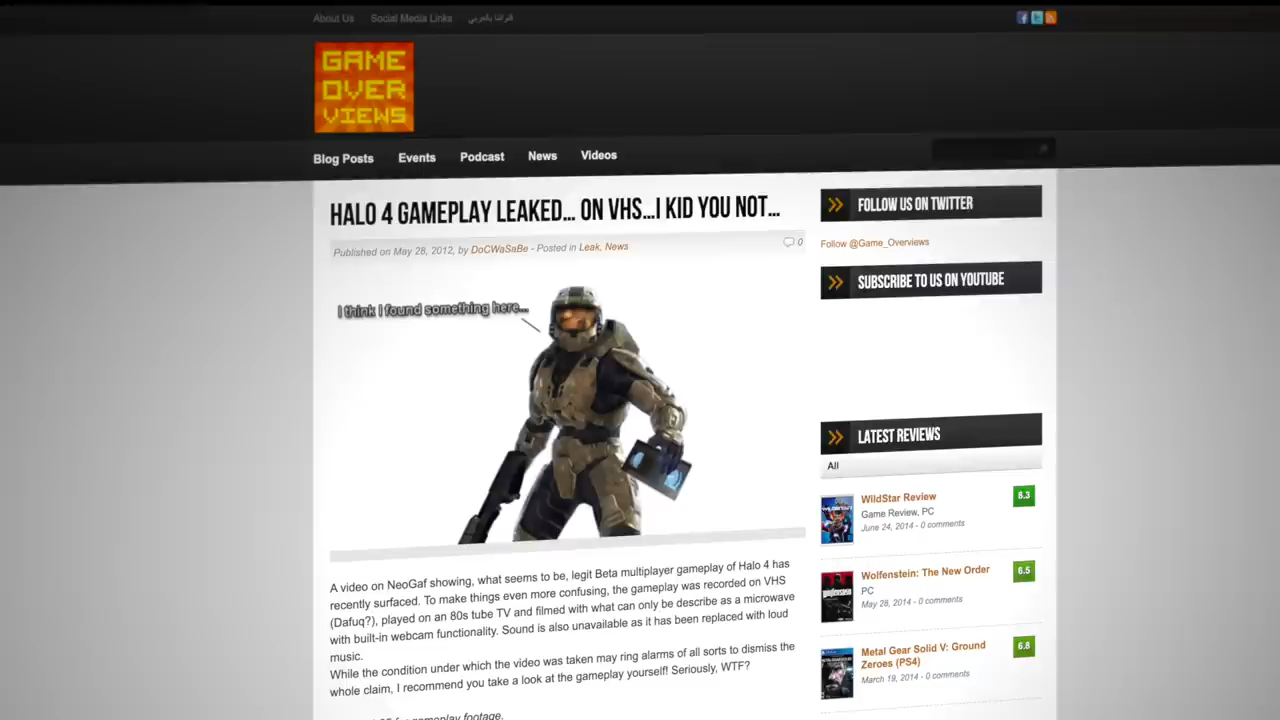 About Us Social Media Links قنواتنا بالعربي
GAME
OVER
VIEWS
Blog Posts Events Podcast News Videos
HALO 4 GAMEPLAY LEAKED... ON VHS...I KID YOU NOT...
Published on May 28, 2012, by DoCWaSaBe - Posted in Leak, News
0
I think I found something here...
A video on NeoGaf showing, what seems to be, legit Beta multiplayer gameplay of Halo 4 has
recently surfaced. To make things even more confusing, the gameplay was recorded on VHS
(Dafuq?), played on an 80s tube TV and filmed with what can only be describe as a microwave
with built-in webcam functionality. Sound is also unavailable as it has been replaced with loud
music.
While the condition under which the video was taken may ring alarms of all sorts to dismiss the
whole claim, I recommend you take a look at the gameplay yourself! Seriously, WTF?
for gameplay footage.
FOLLOW US ON TWITTER
Follow @Game_Overviews
SUBSCRIBE TO US ON YOUTUBE
LATEST REVIEWS
All
WildStar Review 8.3
Game Review, PC
June 24, 2014 - 0 comments
Wolfenstein: The New Order 6.5
PC
May 28, 2014 - 0 comments
Metal Gear Solid V: Ground 6.8
Zeroes (PS4)
March 19, 2014 - 0 comments